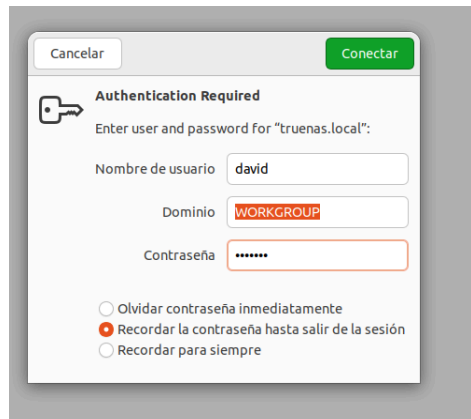 Cancelar
Conectar
Authentication Required
Enter user and password for “truenas.local”:
Nombre de usuario david
Dominio WORKGROUP
Contraseña •••••••
Olvidar contraseña inmediatamente
Recordar la contraseña hasta salir de la sesión
Recordar para siempre